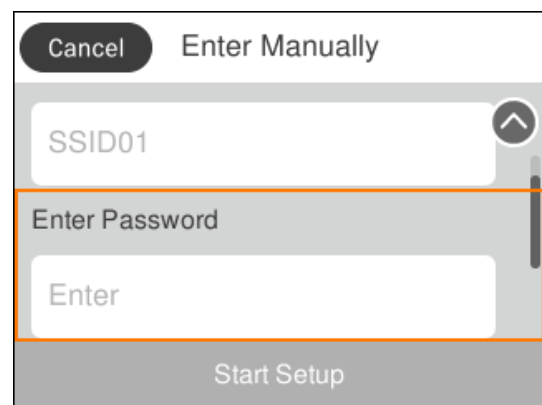 Cancel Enter Manually
SSID01
Enter Password
Enter
Start Setup